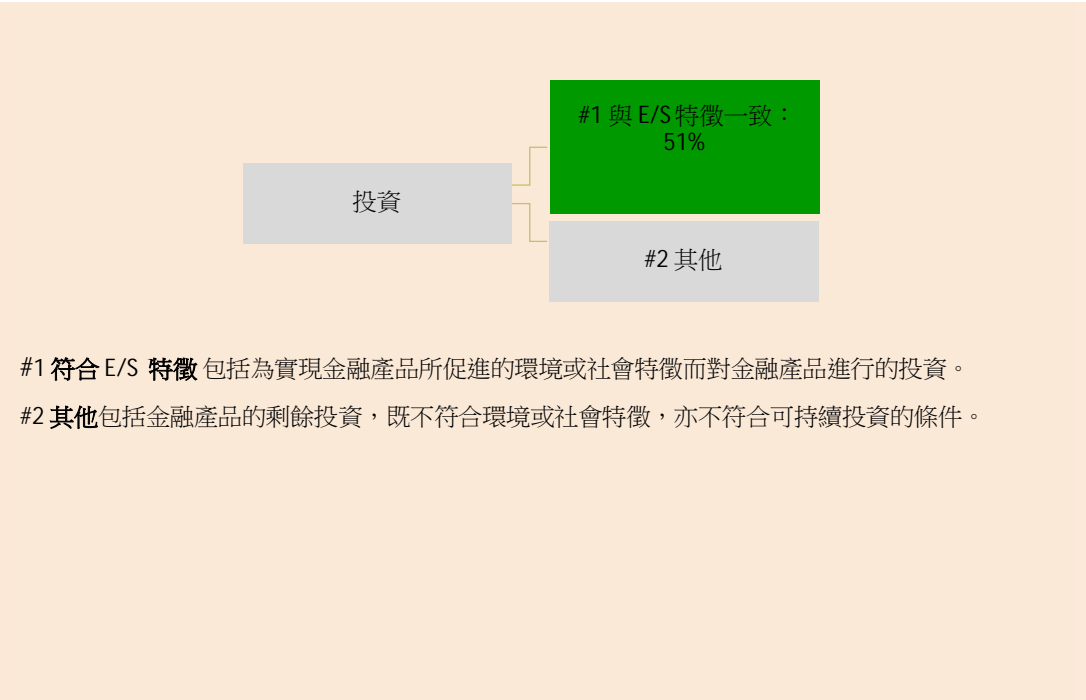 #1 與 E/S 特徵一致：
51%
投資
#2 其他
#1 符合 E/S 特徵 包括為實現金融產品所促進的環境或社會特徵而對金融產品進行的投資。
#2 其他包括金融產品的剩餘投資，既不符合環境或社會特徵，亦不符合可持續投資的條件。